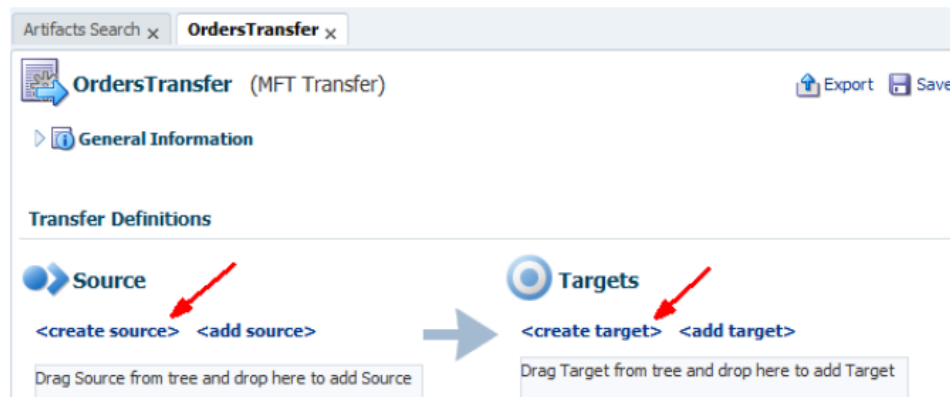 Artifacts Search x OrdersTransfer x
OrdersTransfer (MFT Transfer) Export Save
General Information
Transfer Definitions
Source Targets
<create source> <add source> <create target> <add target>
Drag Source from tree and drop here to add Source Drag Target from tree and drop here to add Target